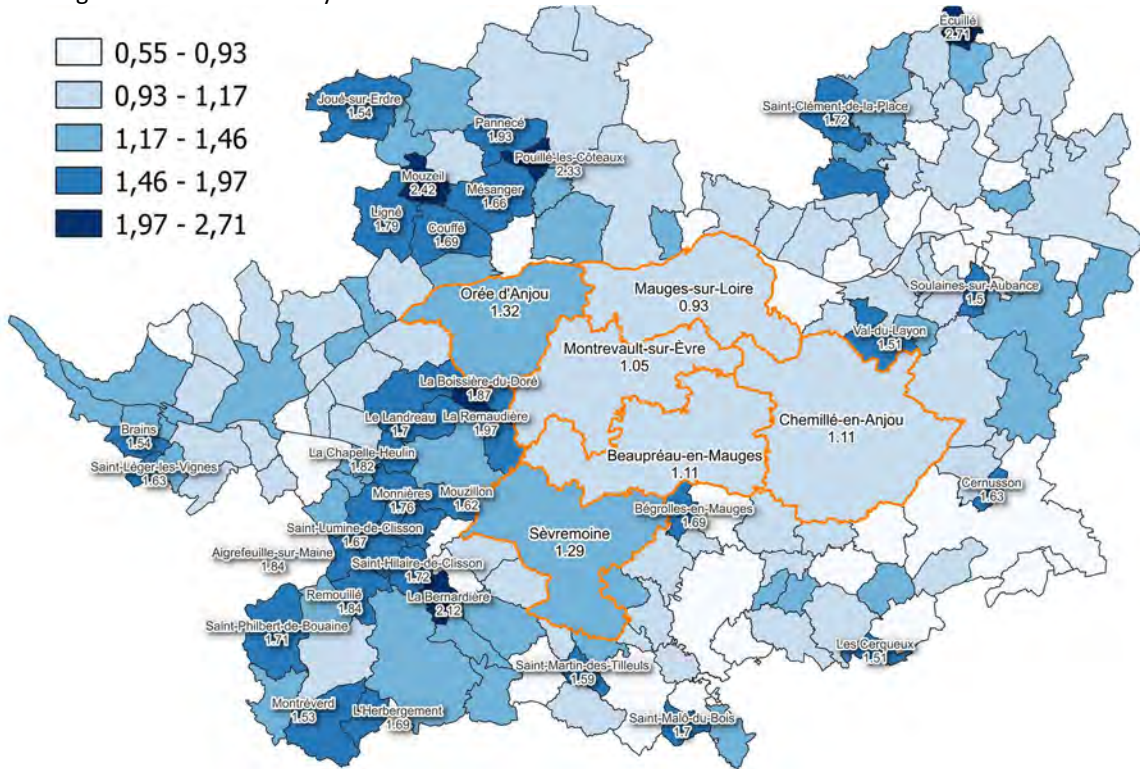 0,55 - 0,93
0,93 - 1,17
1,17 - 1,46
1,46 - 1,97
1,97 - 2,71
Écuillé
2.71
Joué-sur-Erdre
1.54
Saint-Clément-de-la-Place
1.72
Pannecé
1.93
Pouillé-les-Côteaux
2.33
Mouzeil
2.42
Mésanger
1.66
Ligné
1.79
Couffé
1.69
Soulaines-sur-Aubance
1.5
Orée d'Anjou
1.32
Mauges-sur-Loire
0.93
Val-du-Layon
1.51
Montrevault-sur-Èvre
1.05
La Boissière-du-Doré
1.87
Le Landreau
1.7
La Remaudière
1.97
Chemillé-en-Anjou
1.11
Brains
1.54
Saint-Léger-les-Vignes
1.63
La Chapelle-Heulin
1.82
Beaupréau-en-Mauges
1.11
Monnières
1.76
Mouzillon
1.62
Bégrolles-en-Mauges
1.69
Cernusson
1.63
Saint-Lumine-de-Clisson
1.67
Sèvremoine
1.29
Aigrefeuille-sur-Maine
1.84
Saint-Hilaire-de-Clisson
1.72
Remouillé
1.84
La Bernardière
2.12
Saint-Philbert-de-Bouaine
1.71
Les Cerqueux
1.51
Saint-Martin-des-Tilleuls
1.59
Montréverd
1.53
L'Herbergement
1.69
Saint-Malô-du-Bois
1.7